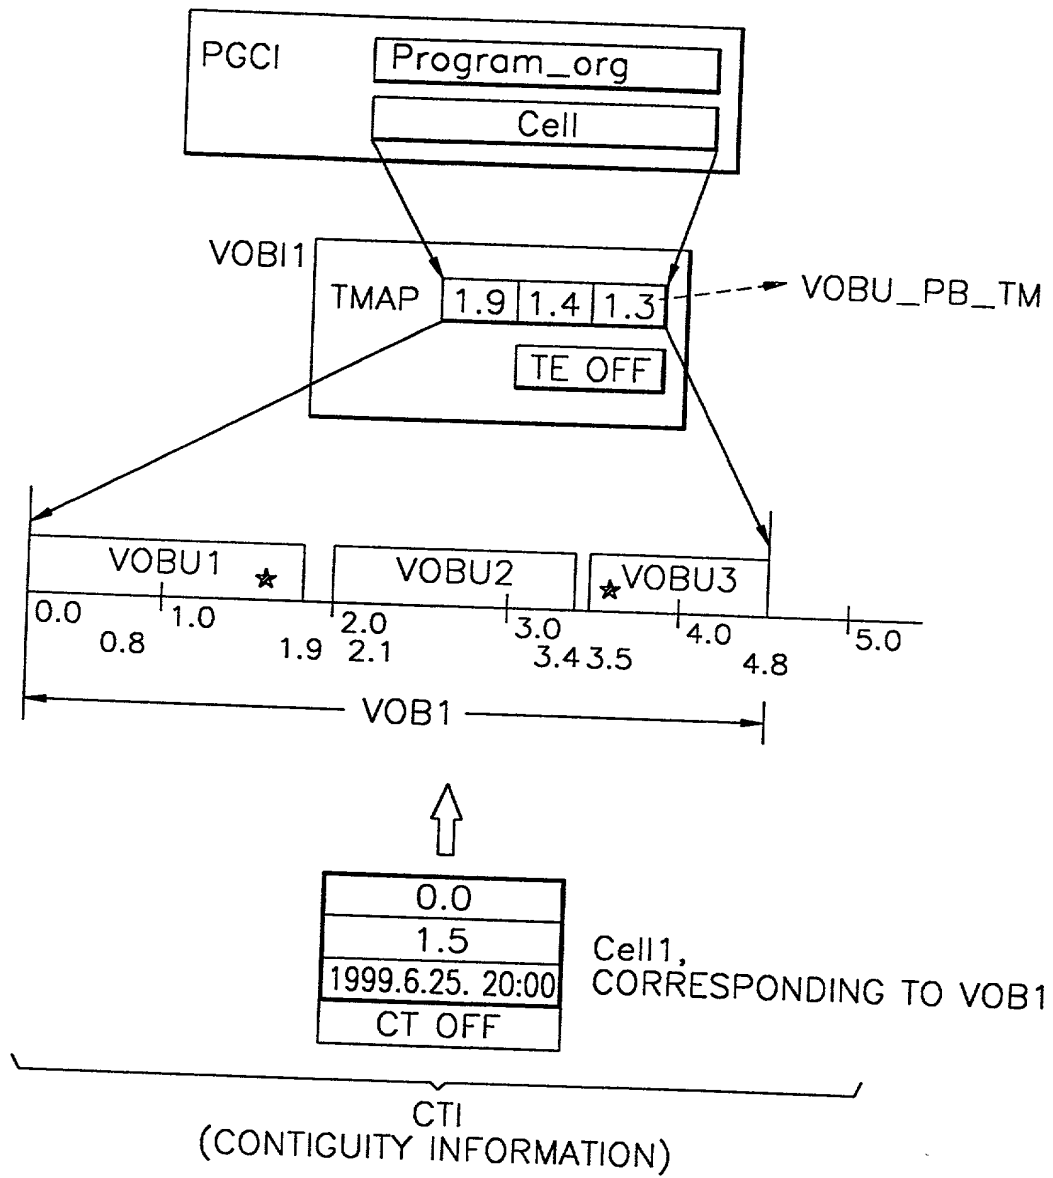 PGCI
Program_org
Cell
VOBI1
TMAP 1.9 1.4 1.3
VOBU_PB_TM
TE OFF
VOBU1 VOBU2 VOBU3
0.0 1.0 2.0 3.0 4.0 5.0
0.8 1.9 2.1 3.4 3.5 4.8
VOB1
0.0
1.5
1999.6.25. 20:00
CT OFF
Cell1,
CORRESPONDING TO VOB1
CTI
(CONTIGUITY INFORMATION)